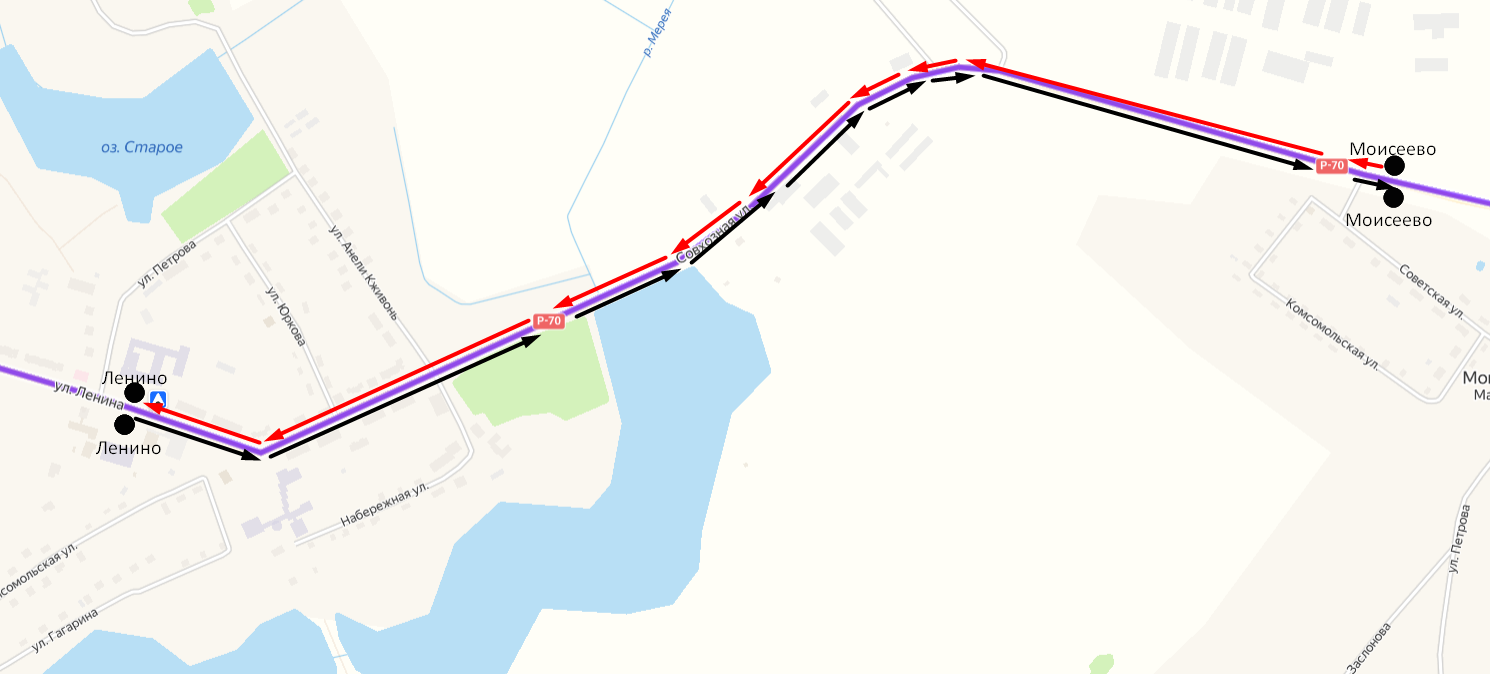 р. Мерея
оз. Старое
Моисеево
Р-70
Моисеево
Совхозная ул.
ул. Петрова
ул. Анели Кживонь
ул. Юркова
Советская ул.
Комсомольская ул.
Р-70
Ленино
ул. Ленина
Ленино
Набережная ул.
сомольская ул.
ул. Гагарина
ул. Петрова
Заслонова